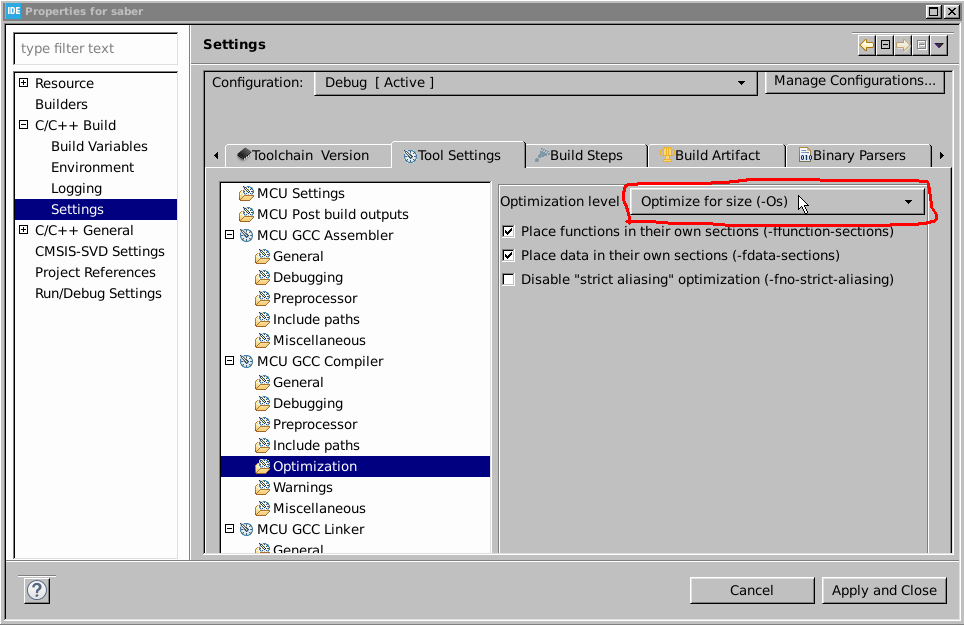 IDE Properties for saber
type filter text
Resource
Builders
C/C++ Build
Build Variables
Environment
Logging
Settings
C/C++ General
CMSIS-SVD Settings
Project References
Run/Debug Settings
Settings
Configuration: Debug [ Active ] Manage Configurations...
Toolchain Version Tool Settings Build Steps Build Artifact Binary Parsers
MCU Settings
MCU Post build outputs
MCU GCC Assembler
General
Debugging
Preprocessor
Include paths
Miscellaneous
MCU GCC Compiler
General
Debugging
Preprocessor
Include paths
Optimization
Warnings
Miscellaneous
MCU GCC Linker
General
Optimization level Optimize for size (-Os)
Place functions in their own sections (-ffunction-sections)
Place data in their own sections (-fdata-sections)
Disable "strict aliasing" optimization (-fno-strict-aliasing)
? Cancel Apply and Close